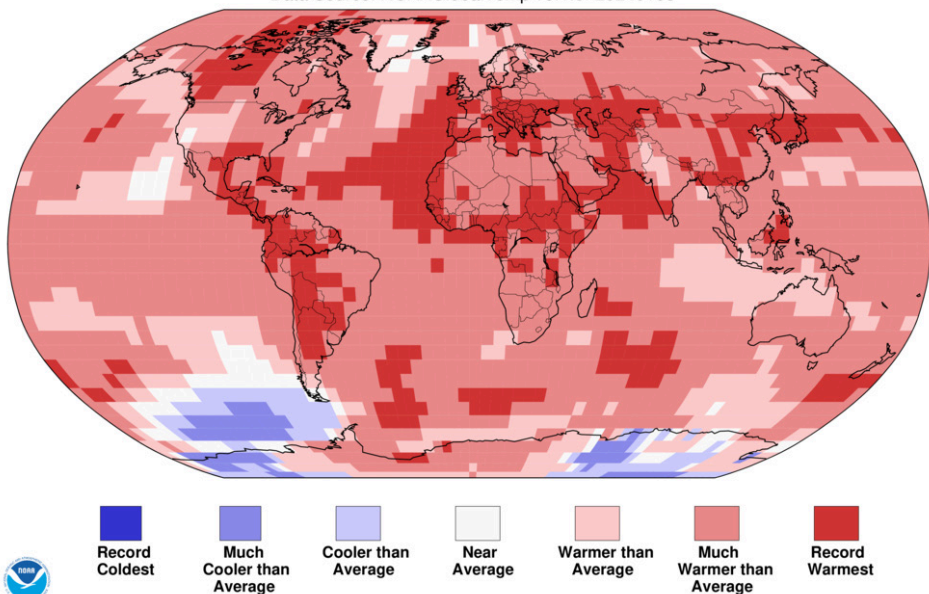 Record
Coldest
Much
Cooler than
Average
Cooler than
Average
Near
Average
Warmer than
Average
Much
Warmer than
Average
Record
Warmest
NOAA